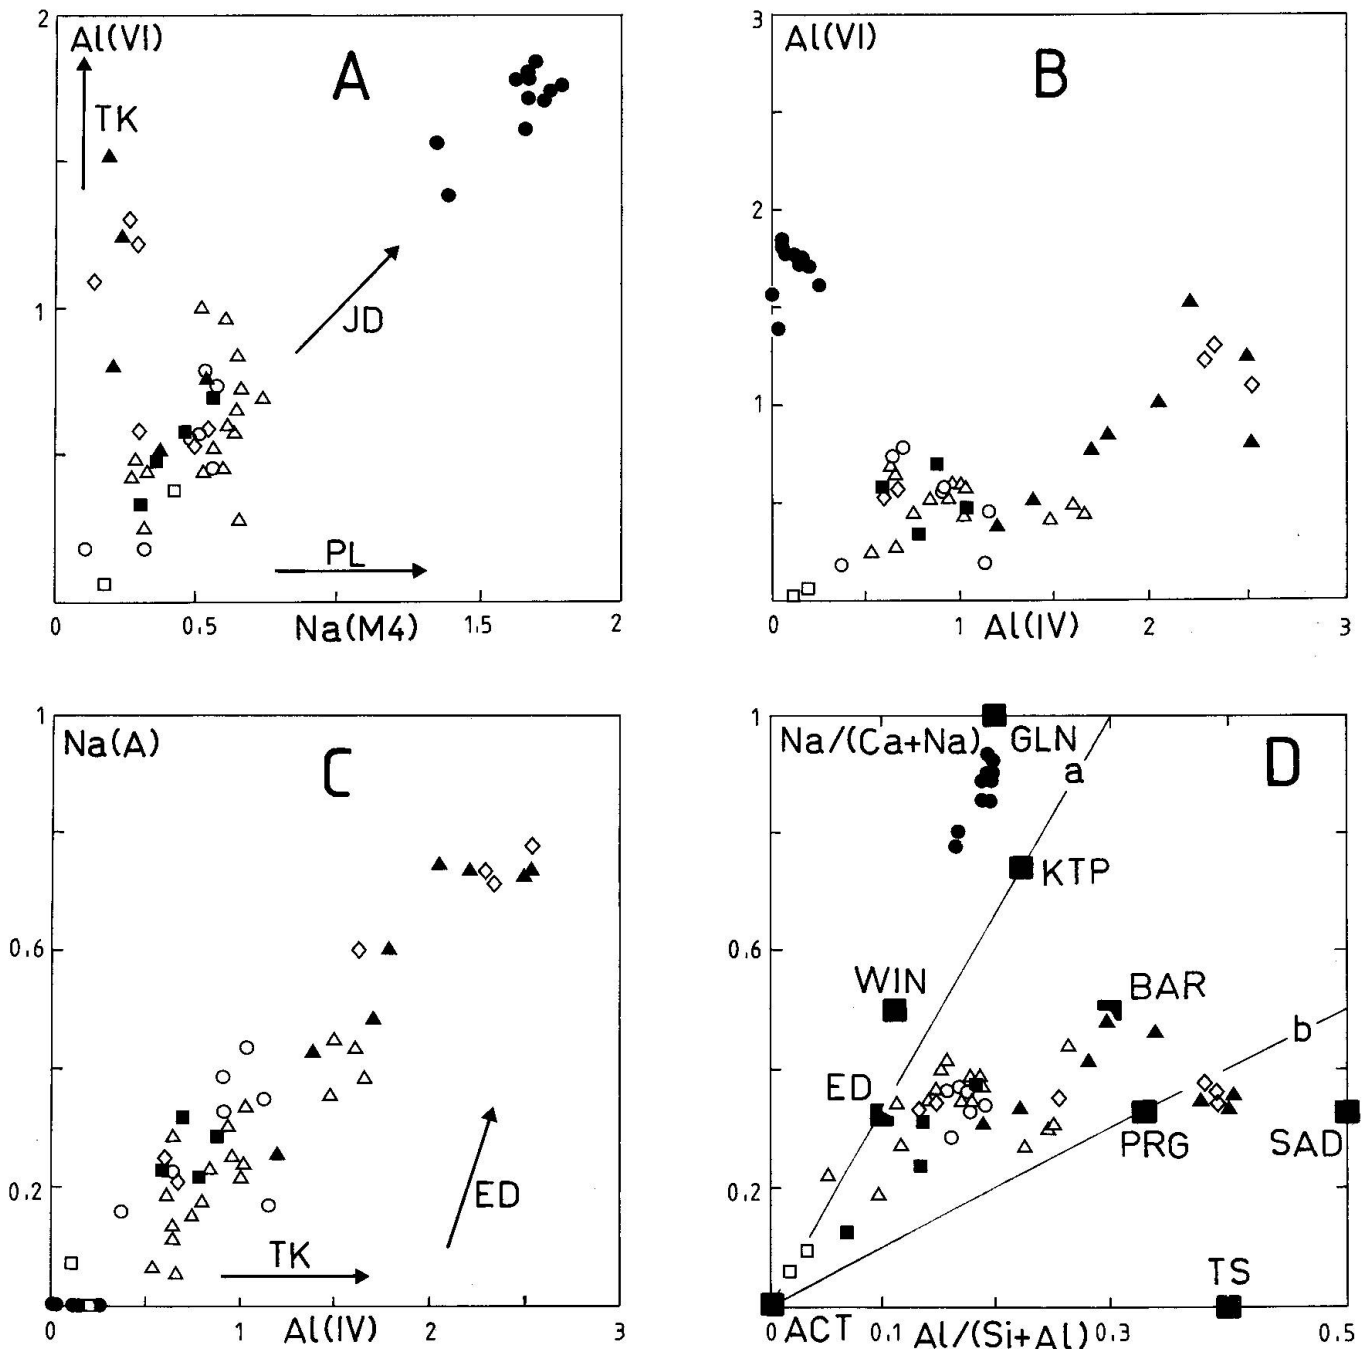 2
Al(VI)
A
TK
1
JD
PL
0
0.5
Na(M4)
1.5
2
3
Al(VI)
B
2
1
0
1
Al(IV)
2
3
1
Na(A)
C
0.6
0.2
ED
TK
0
1
Al(IV)
2
3
1
Na/(Ca+Na)
GLN
D
a
KTP
0.6
WIN
BAR
b
ED
PRG
SAD
0.2
TS
0
ACT
0.1
Al/(Si+Al)
0.3
0.5